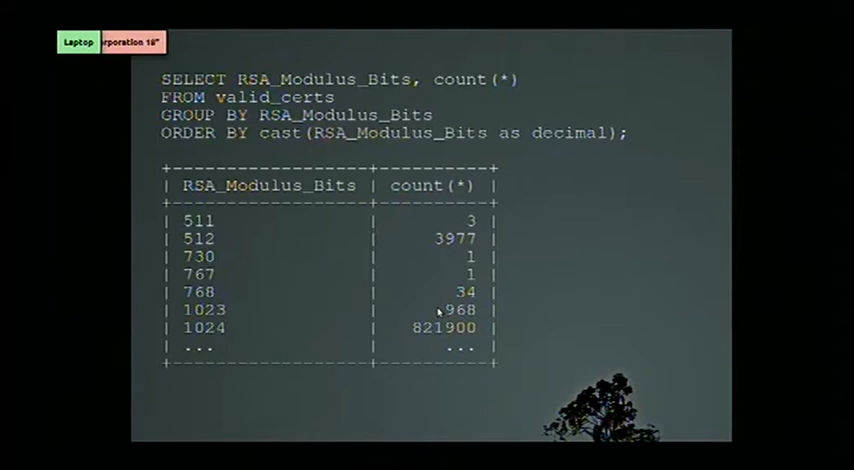 Laptop
rporation 18"
SELECT RSA_Modulus_Bits, count(*)
FROM valid_certs
GROUP BY RSA_Modulus_Bits
ORDER BY cast(RSA_Modulus_Bits as decimal);
+------------------+----------+
| RSA_Modulus_Bits | count(*) |
+------------------+----------+
| 511 | 3 |
| 512 | 3977 |
| 730 | 1 |
| 767 | 1 |
| 768 | 34 |
| 1023 | 968 |
| 1024 | 821900 |
| ... | ... |
+------------------+----------+